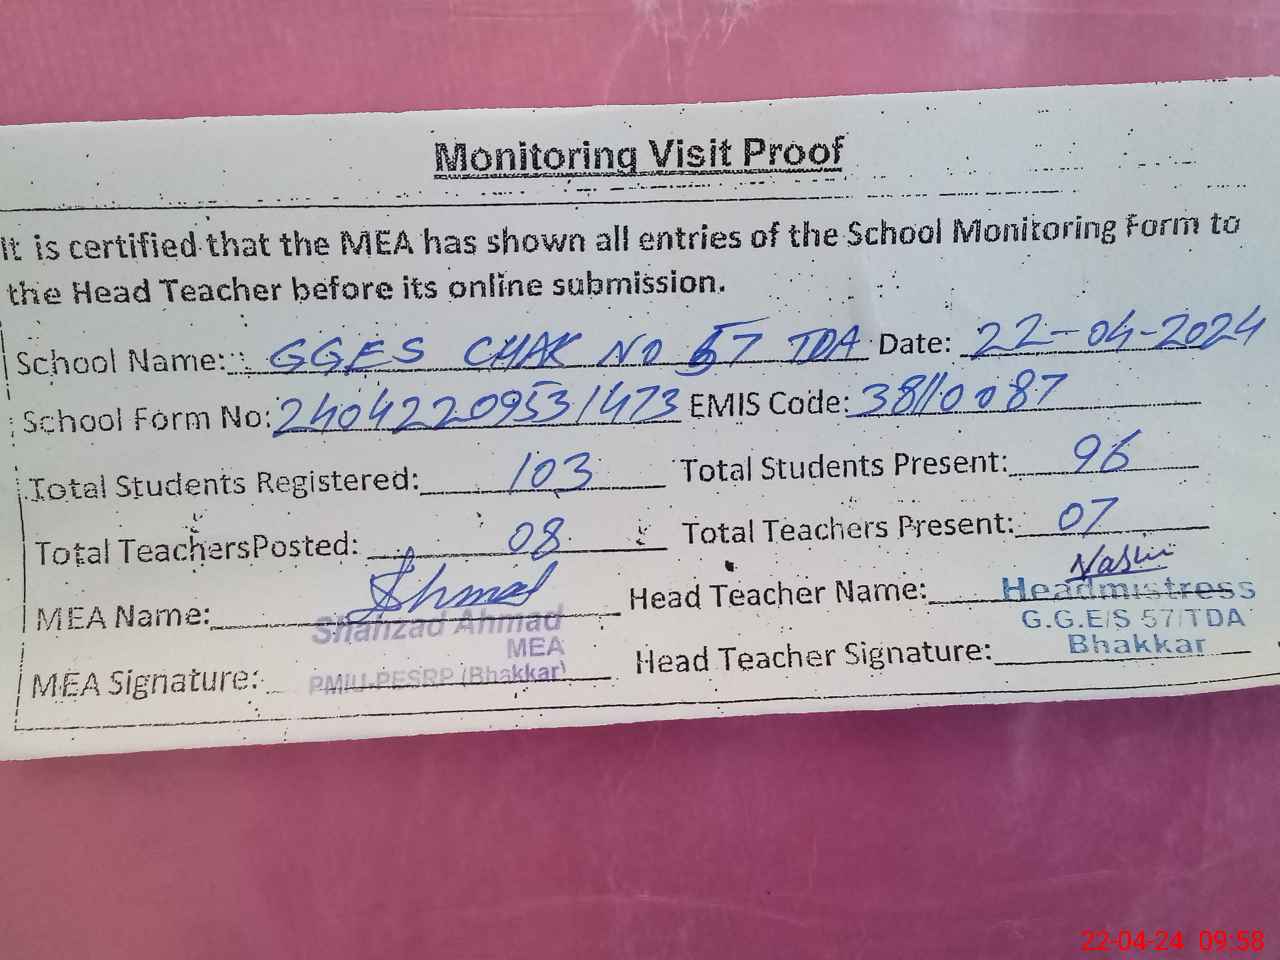 Monitoring Visit Proof
It is certified that the MEA has shown all entries of the School Monitoring Form to
the Head Teacher before its online submission.
School Name: GGES CHAK NO 57 TDA Date: 22-04-2024
School Form No: 24042209531473 EMIS Code: 38110087
Total Students Registered: 103 Total Students Present: 96
Total TeachersPosted: 08 Total Teachers Present: 07
MEA Name: Head Teacher Name:
Shahzad Ahmad Headmistress
MEA G.G.E/S 57/TDA
PMIU-PESRP (Bhakkar) Bhakkar
MEA Signature: Head Teacher Signature:
22-04-24 09:58